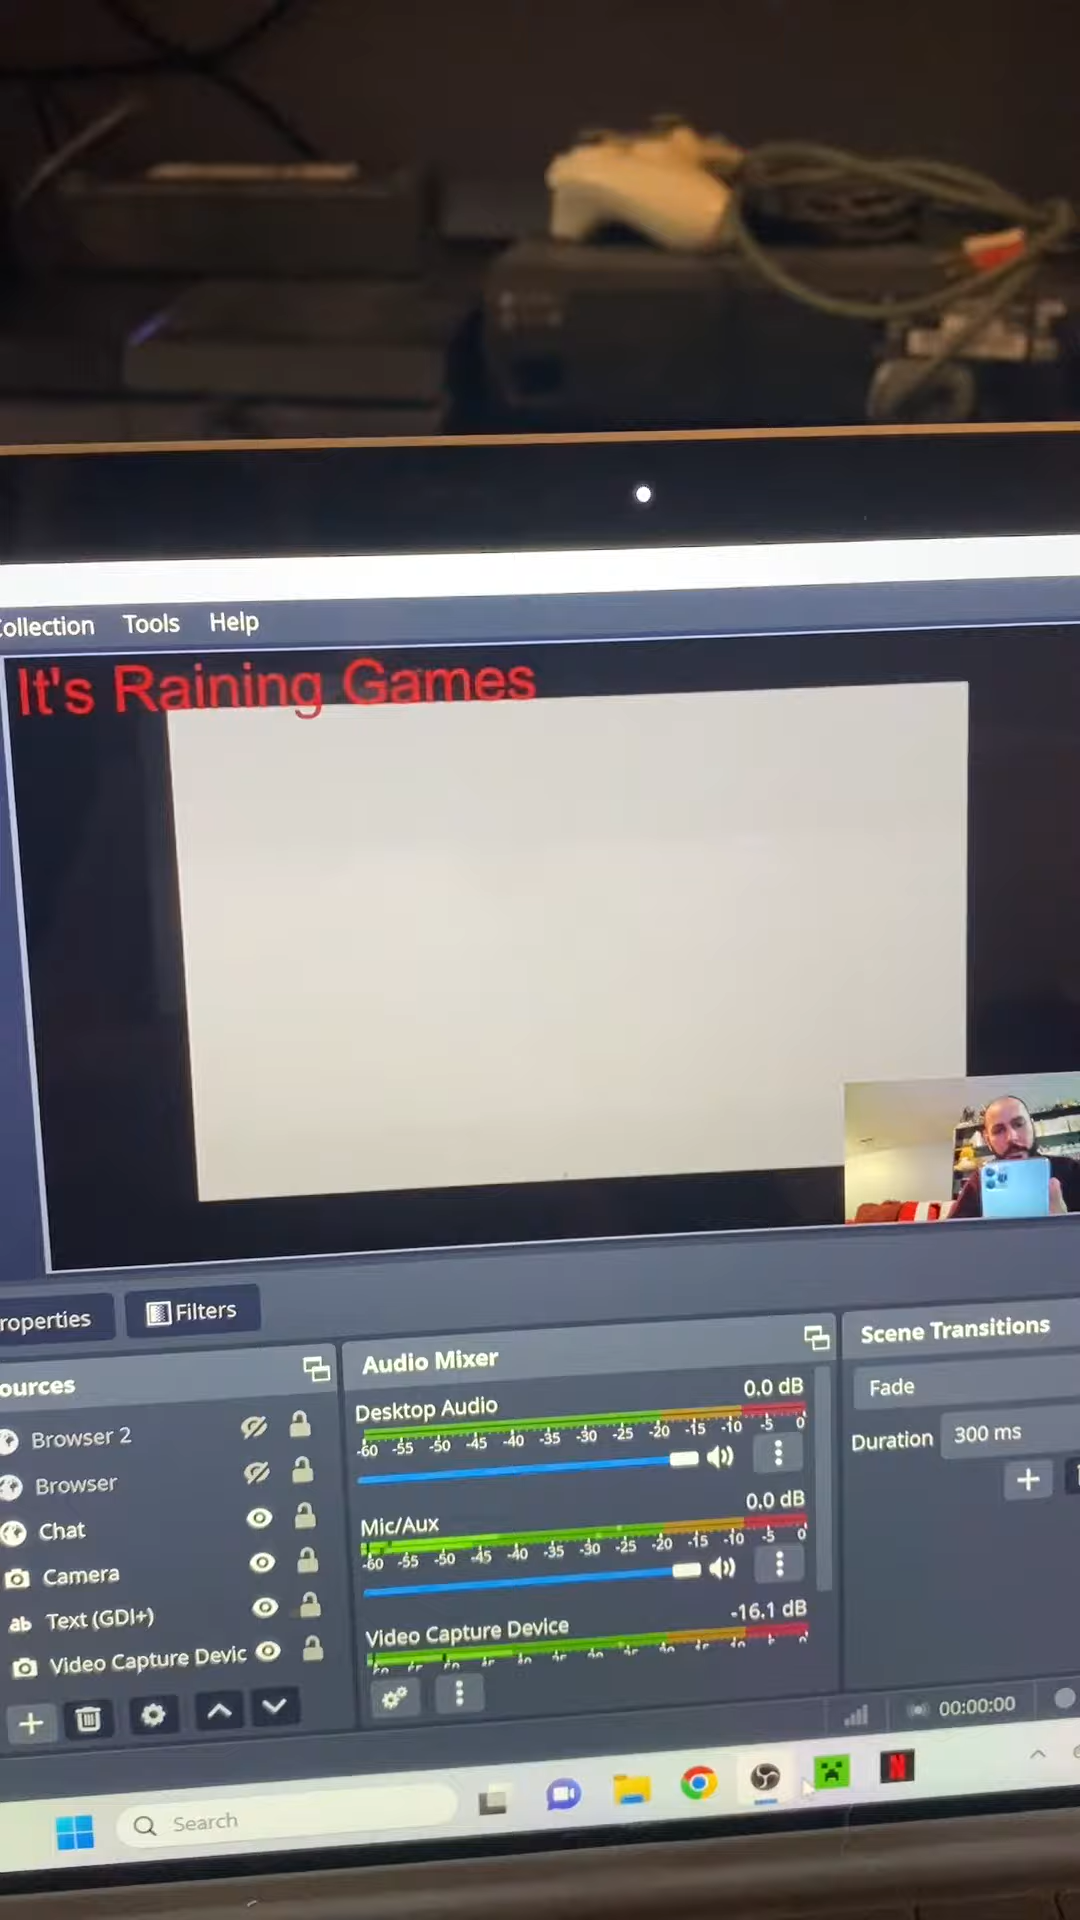 ollection Tools Help
It's Raining Games
roperties Filters
ources
Browser 2
Browser
Chat
Camera
ab Text (GDI+)
Video Capture Devic
Audio Mixer
Desktop Audio 0.0 dB
-60 -55 -50 -45 -40 -35 -30 -25 -20 -15 -10 -5 0
Mic/Aux 0.0 dB
-60 -55 -50 -45 -40 -35 -30 -25 -20 -15 -10 -5 0
Video Capture Device -16.1 dB
Scene Transitions
Fade
Duration 300 ms
00:00:00
Search
N